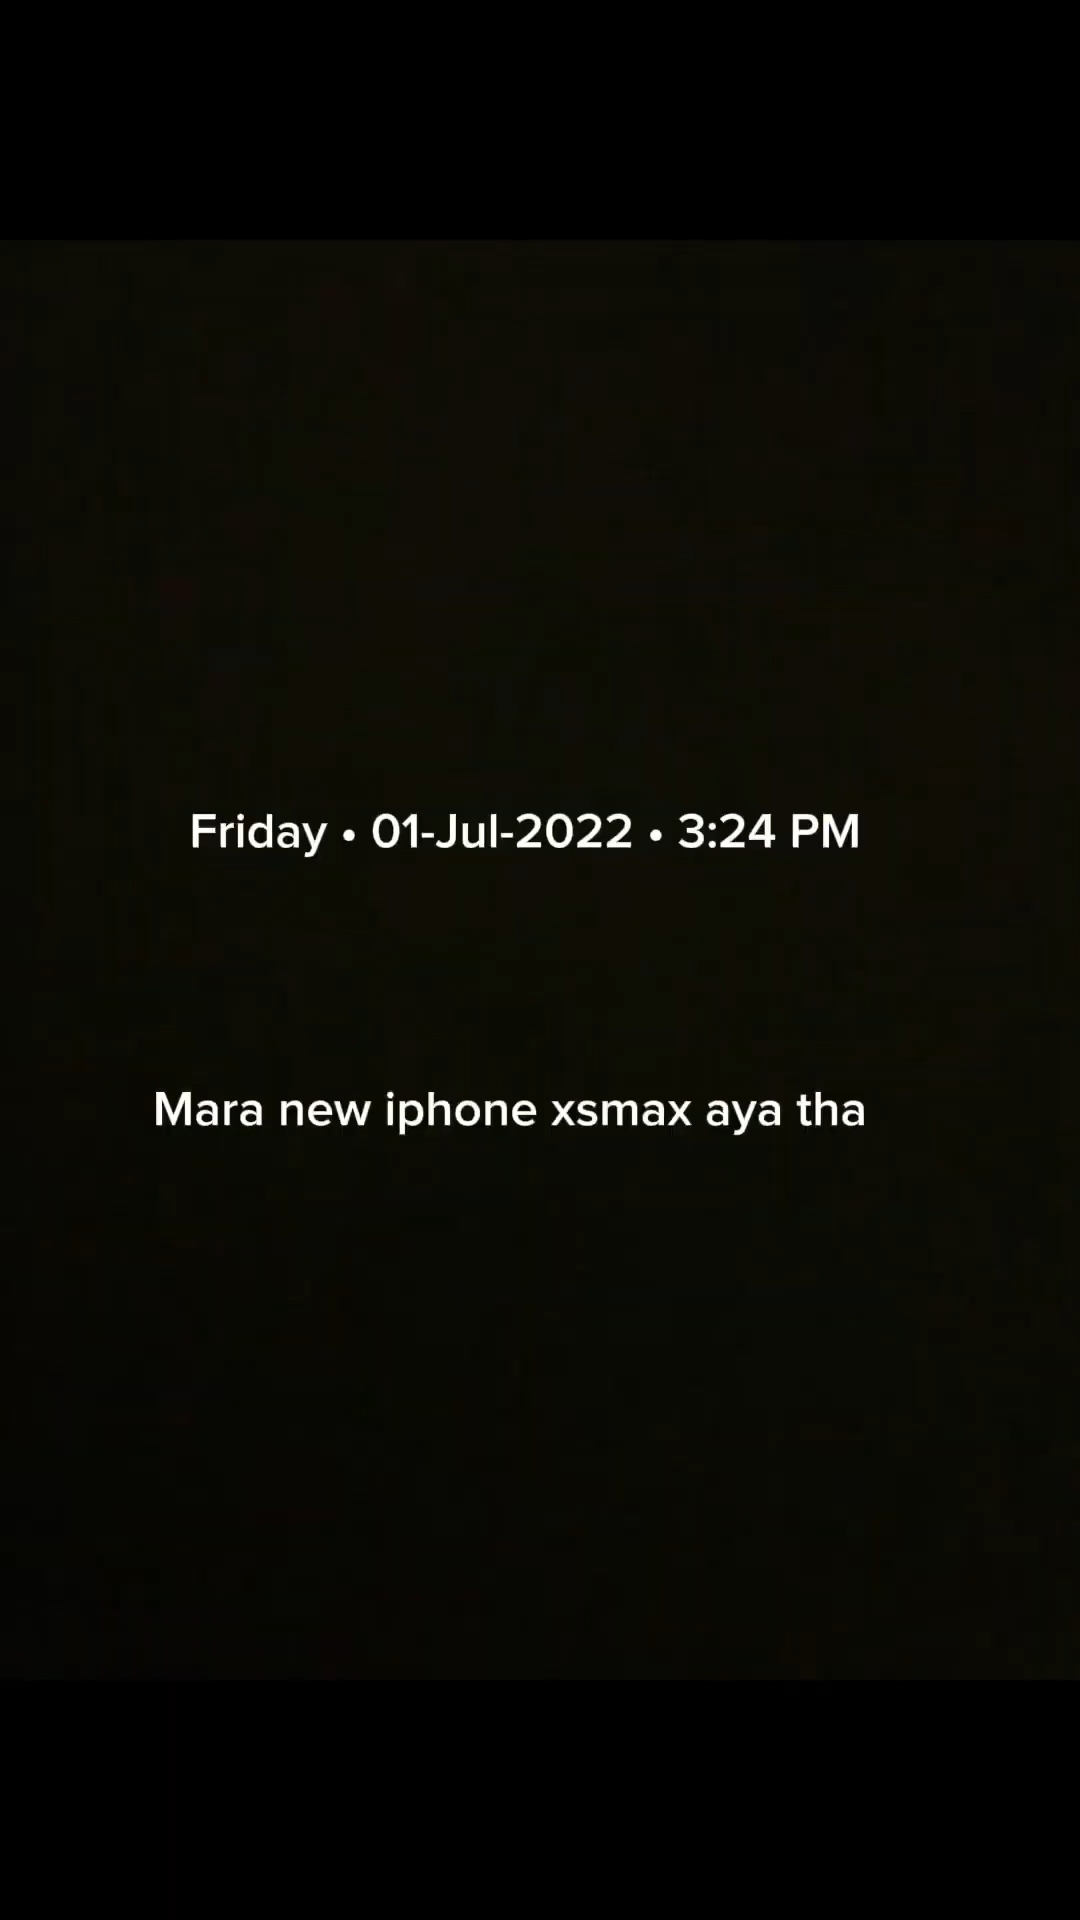 Friday • 01-Jul-2022 • 3:24 PM
Mara new iphone xsmax aya tha